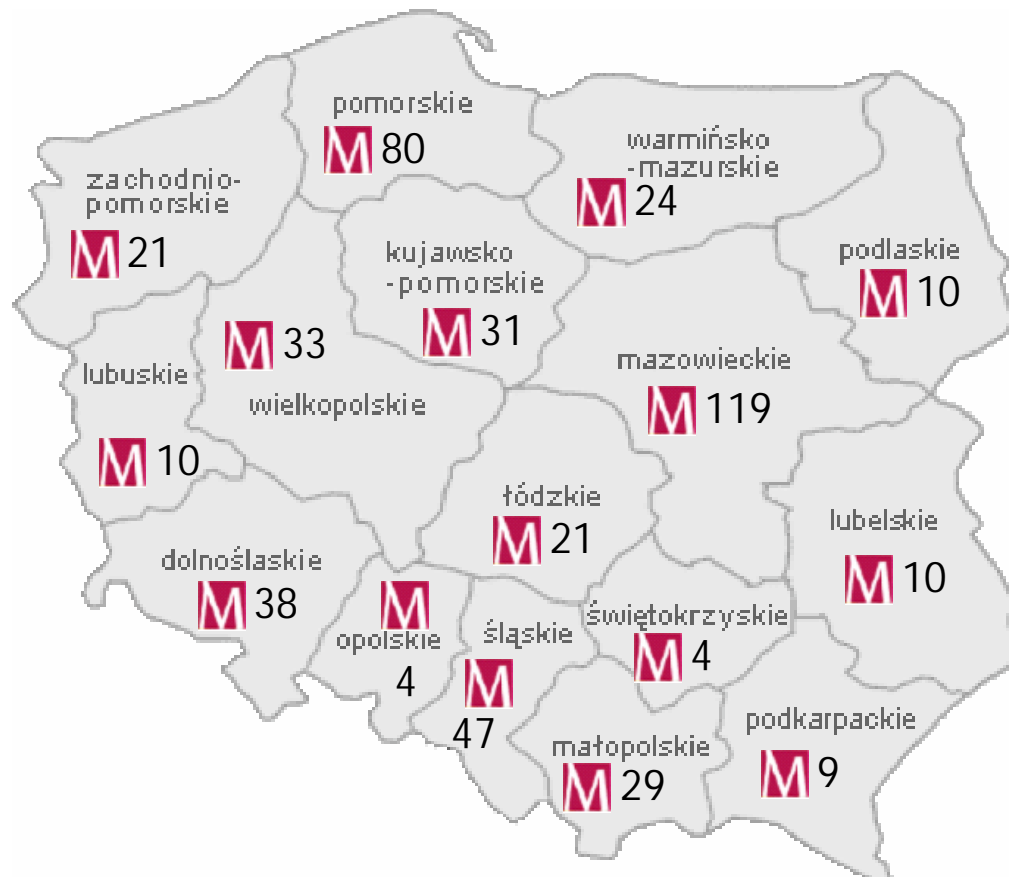 pomorskie
M 80
warmińsko
-mazurskie
M 24
zachodnio-
pomorskie
M 21
kujawsko
-pomorskie
M 31
podlaskie
M 10
M 33
wielkopolskie
mazowieckie
M 119
lubuskie
M 10
łódzkie
M 21
lubelskie
M 10
dolnośląskie
M 38
M
opolskie
4
śląskie
M
47
świętokrzyskie
M 4
małopolskie
M 29
podkarpackie
M 9